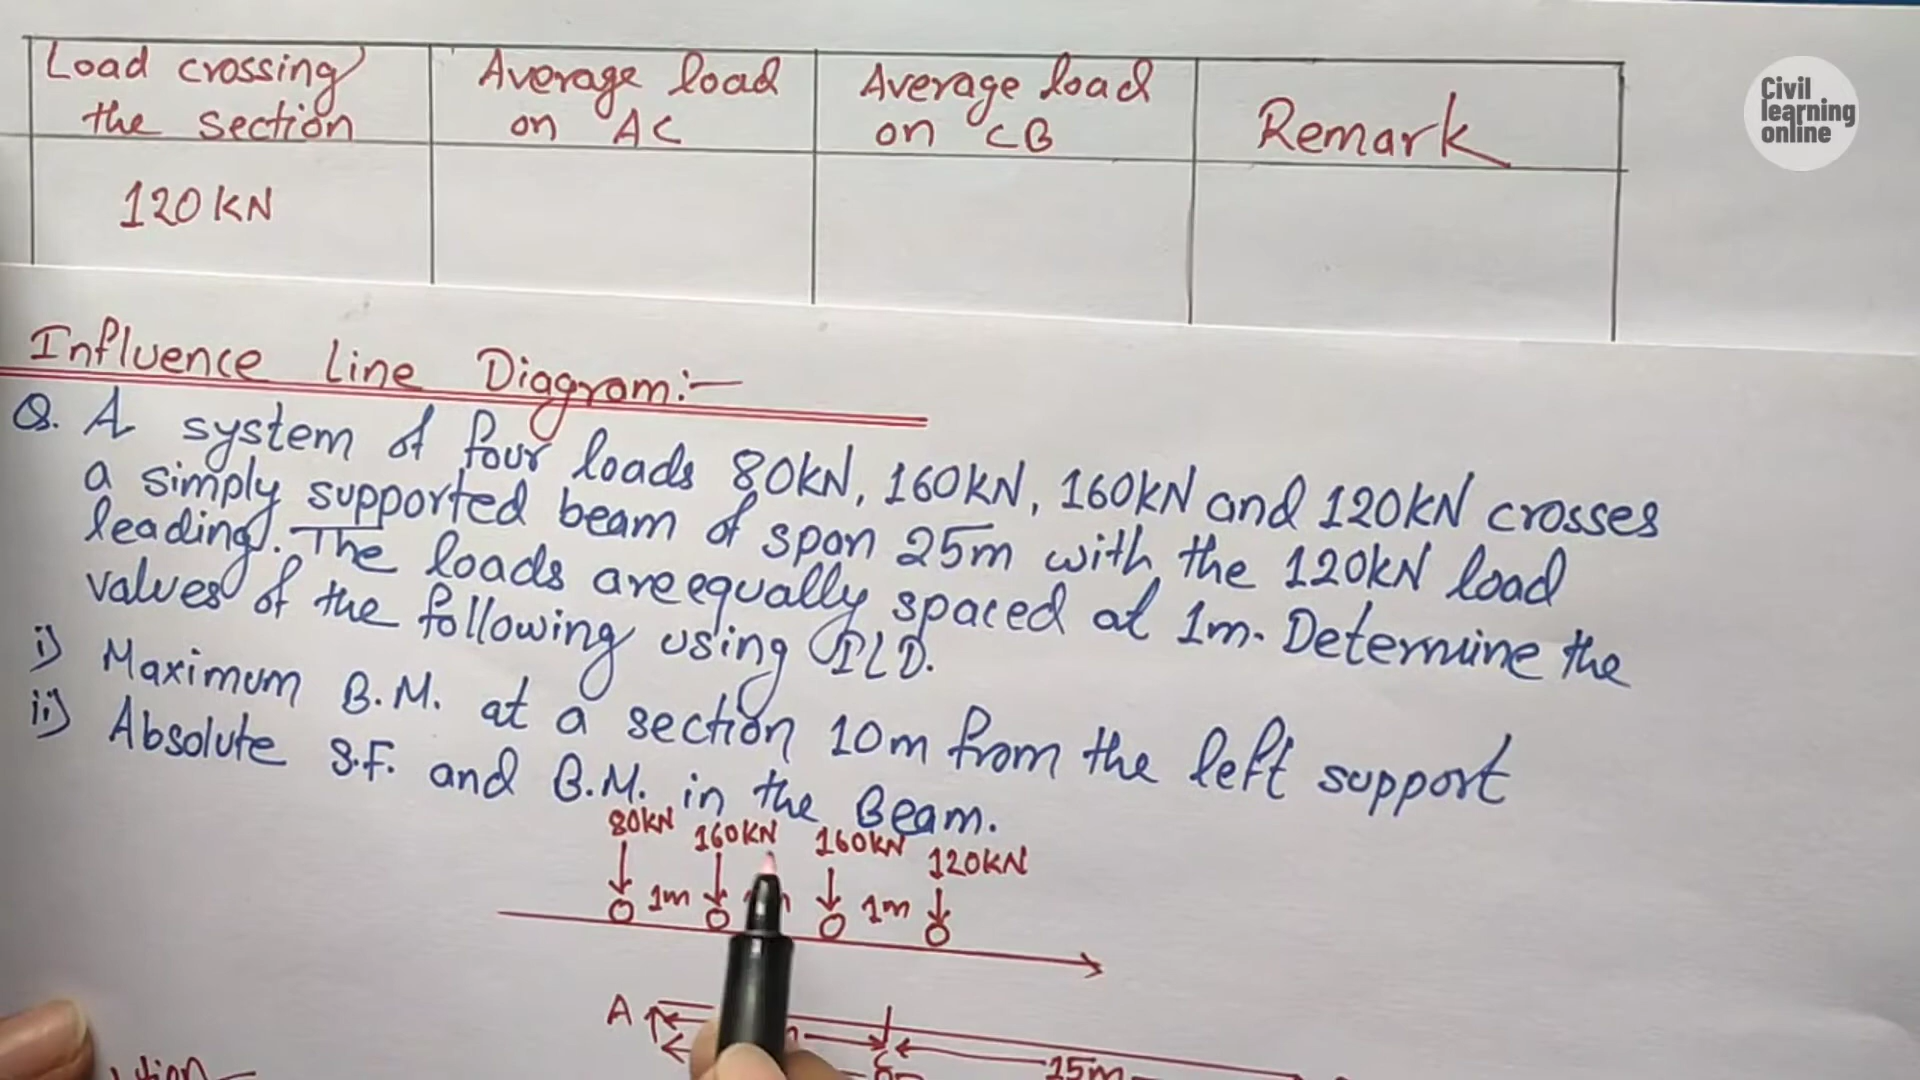 Load crossing the section
Average load on AC
Average load on CB
Remark
120KN
Civil learning online
Influence Line Diagram:-
Q. A system of four loads 80KN, 160KN, 160KN and 120KN crosses
a simply supported beam of span 25m with the 120KN load
leading. The loads are equally spaced at 1m. Determine the
values of the following using ILD.
i) Maximum B.M. at a section 10m from the left support
ii) Absolute S.F. and B.M. in the Beam.
80KN 160KN 160KN 120KN
1m 1m
A
C
15m